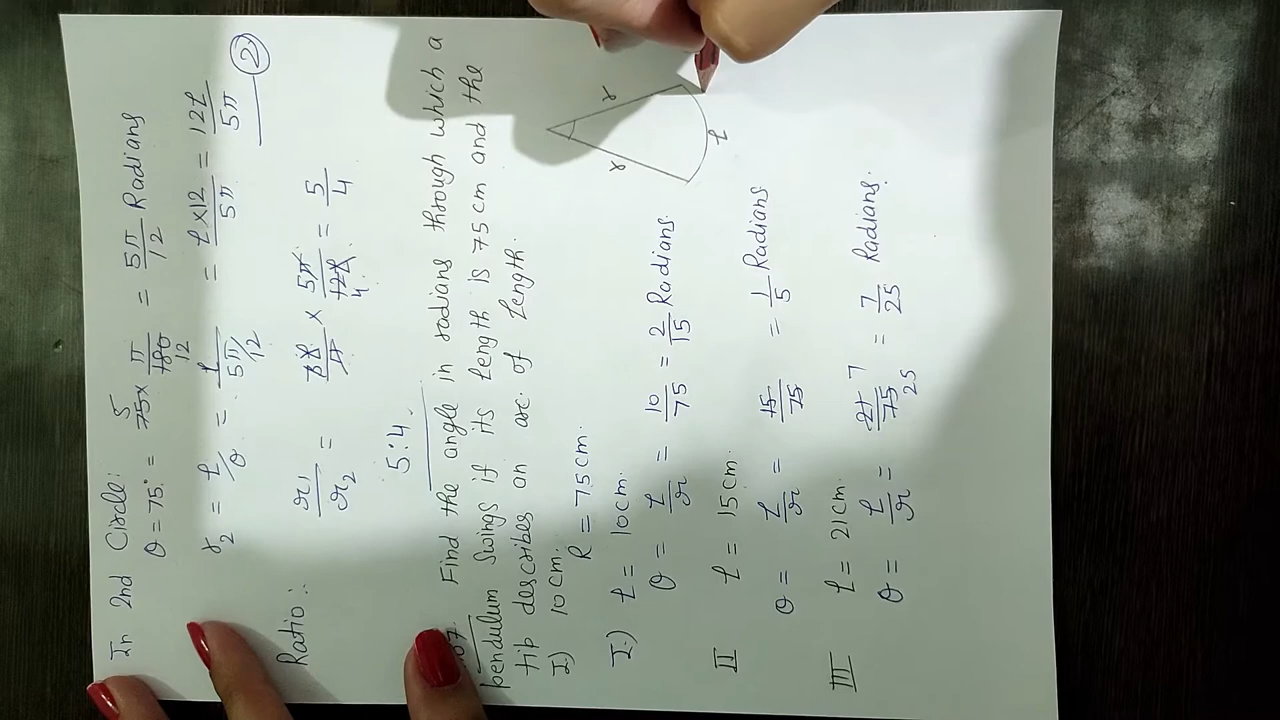 In 2nd Circle:
θ = 75° = 75 5 × π/180 12 = 5π/12 Radians
r₂ = l/θ = l/(5π/12) = l×12/5π = 12l/5π — ②
Ratio: r₁/r₂ = × 5π/12l 4 = 5/4
5:4.
Find the angle in radians through which a
pendulum Swings if its Length is 75 cm and the
tip describes an arc of Length.
I) 10 cm.
R = 75 cm.
I.) l = 10 cm.
θ = l/r = 10/75 = 2/15 Radians.
II l = 15 cm.
θ = l/r = 15/75 = 1/5 Radians
III l = 21 cm.
θ = l/r = 21 7/75 25 = 7/25 Radians.
r
r
l